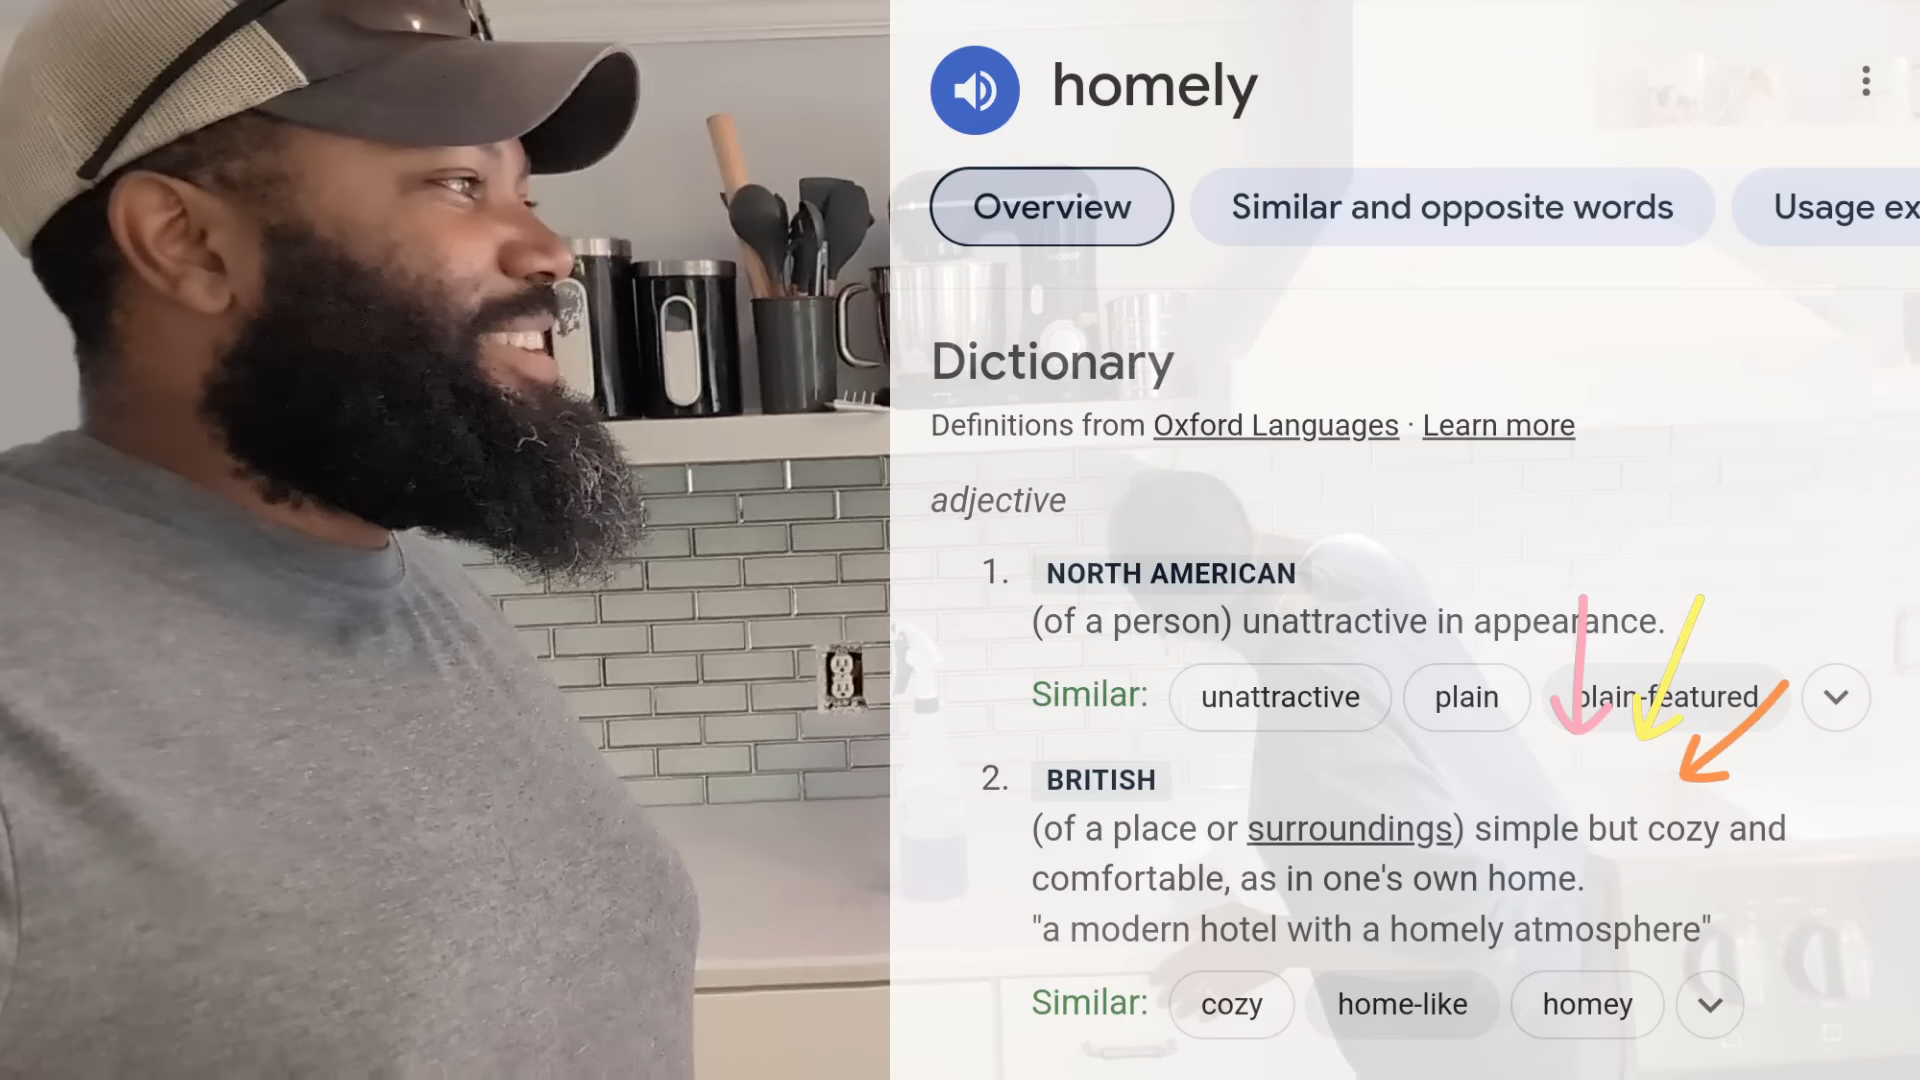 homely
Overview Similar and opposite words Usage ex
Dictionary
Definitions from Oxford Languages · Learn more
adjective
1. NORTH AMERICAN
(of a person) unattractive in appearance.
Similar: unattractive plain plain-featured
2. BRITISH
(of a place or surroundings) simple but cozy and
comfortable, as in one's own home.
"a modern hotel with a homely atmosphere"
Similar: cozy home-like homey